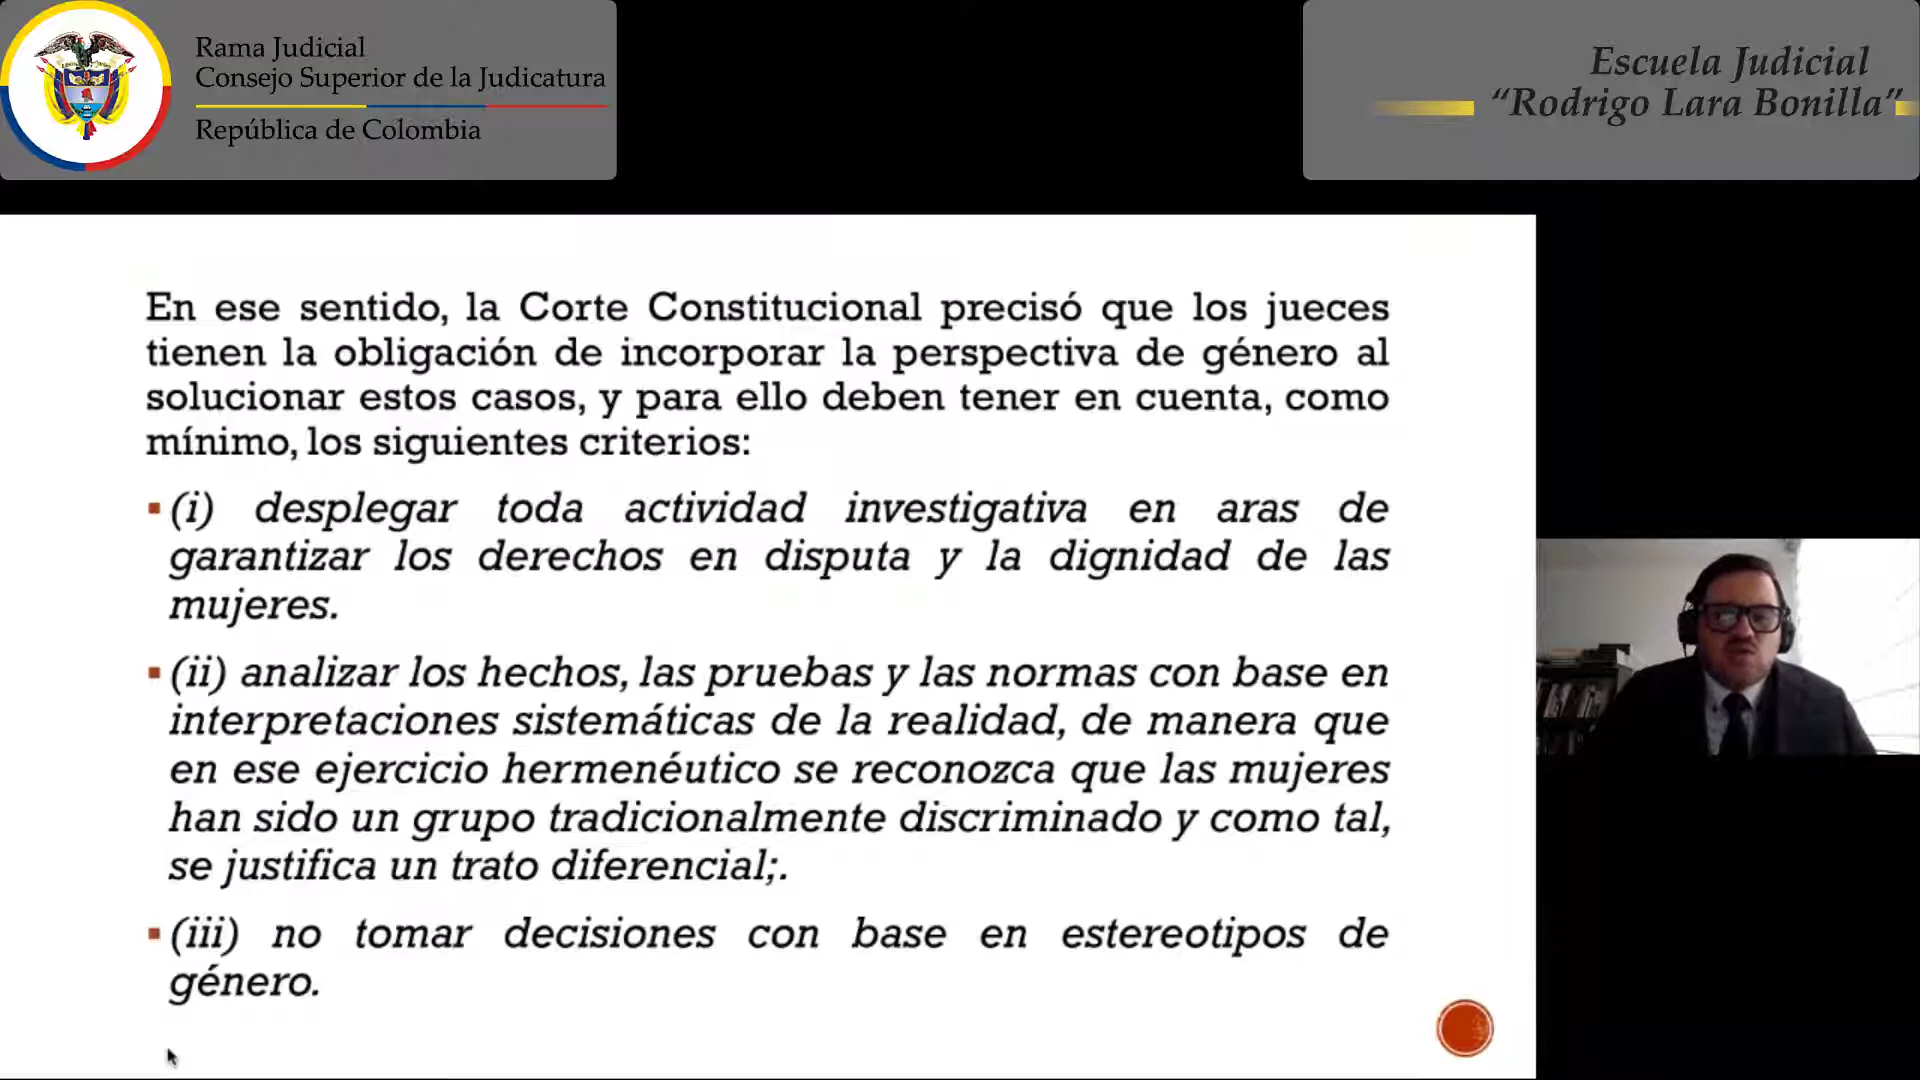 Rama Judicial
Consejo Superior de la Judicatura
República de Colombia
Escuela Judicial
“Rodrigo Lara Bonilla”
En ese sentido, la Corte Constitucional precisó que los jueces
tienen la obligación de incorporar la perspectiva de género al
solucionar estos casos, y para ello deben tener en cuenta, como
mínimo, los siguientes criterios:
▪ (i) desplegar toda actividad investigativa en aras de
garantizar los derechos en disputa y la dignidad de las
mujeres.
▪ (ii) analizar los hechos, las pruebas y las normas con base en
interpretaciones sistemáticas de la realidad, de manera que
en ese ejercicio hermenéutico se reconozca que las mujeres
han sido un grupo tradicionalmente discriminado y como tal,
se justifica un trato diferencial;.
▪ (iii) no tomar decisiones con base en estereotipos de
género.